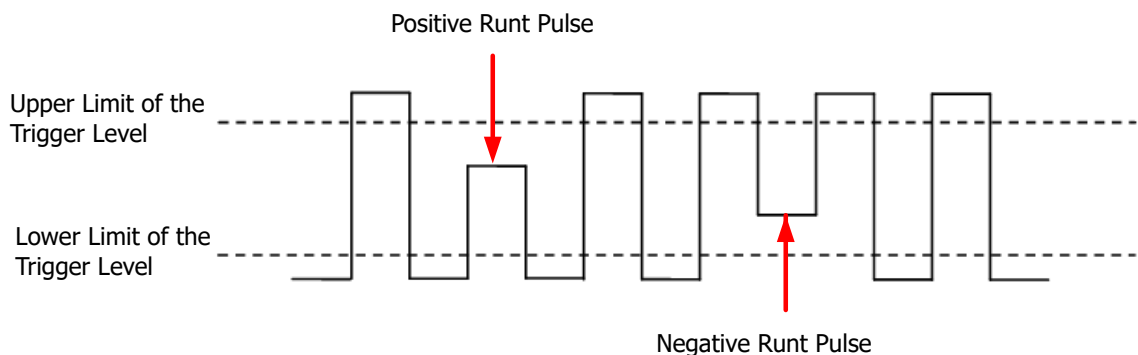 Positive Runt Pulse
Upper Limit of the
Trigger Level
Lower Limit of the
Trigger Level
Negative Runt Pulse